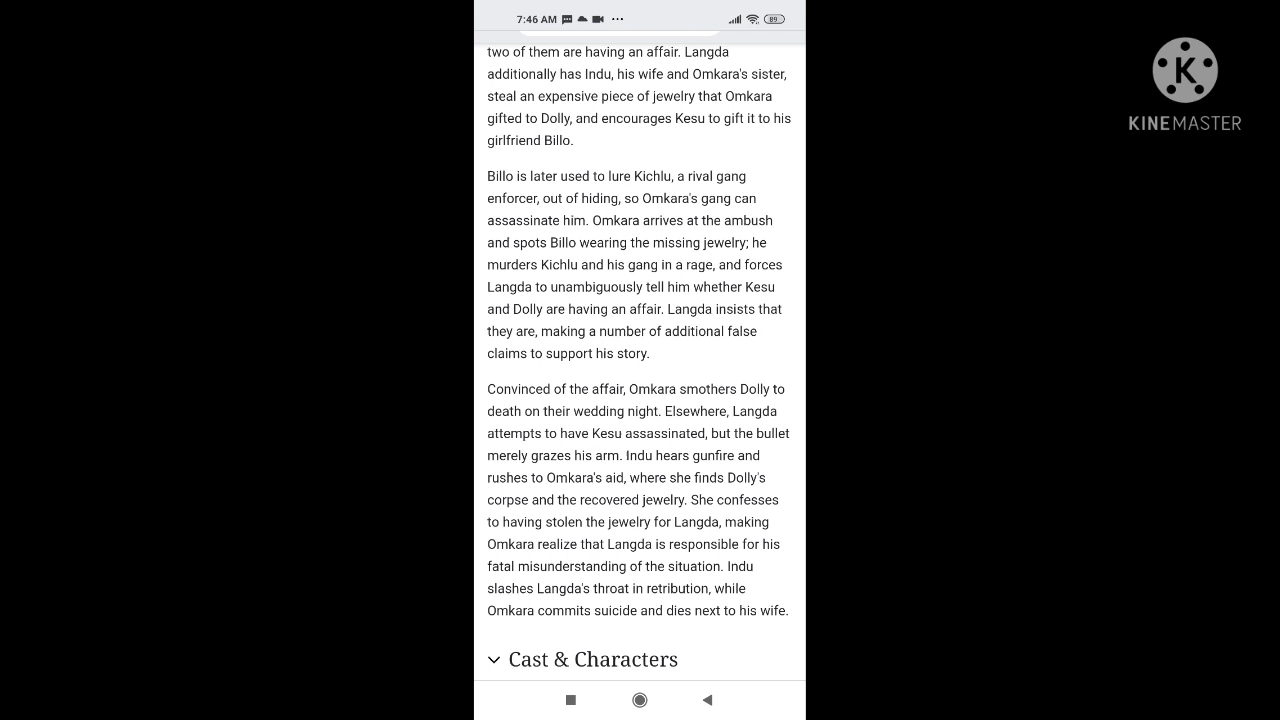 7:46 AM
89
two of them are having an affair. Langda
additionally has Indu, his wife and Omkara's sister,
steal an expensive piece of jewelry that Omkara
gifted to Dolly, and encourages Kesu to gift it to his
girlfriend Billo.
Billo is later used to lure Kichlu, a rival gang
enforcer, out of hiding, so Omkara's gang can
assassinate him. Omkara arrives at the ambush
and spots Billo wearing the missing jewelry; he
murders Kichlu and his gang in a rage, and forces
Langda to unambiguously tell him whether Kesu
and Dolly are having an affair. Langda insists that
they are, making a number of additional false
claims to support his story.
Convinced of the affair, Omkara smothers Dolly to
death on their wedding night. Elsewhere, Langda
attempts to have Kesu assassinated, but the bullet
merely grazes his arm. Indu hears gunfire and
rushes to Omkara's aid, where she finds Dolly's
corpse and the recovered jewelry. She confesses
to having stolen the jewelry for Langda, making
Omkara realize that Langda is responsible for his
fatal misunderstanding of the situation. Indu
slashes Langda's throat in retribution, while
Omkara commits suicide and dies next to his wife.
Cast & Characters
K
KINEMASTER